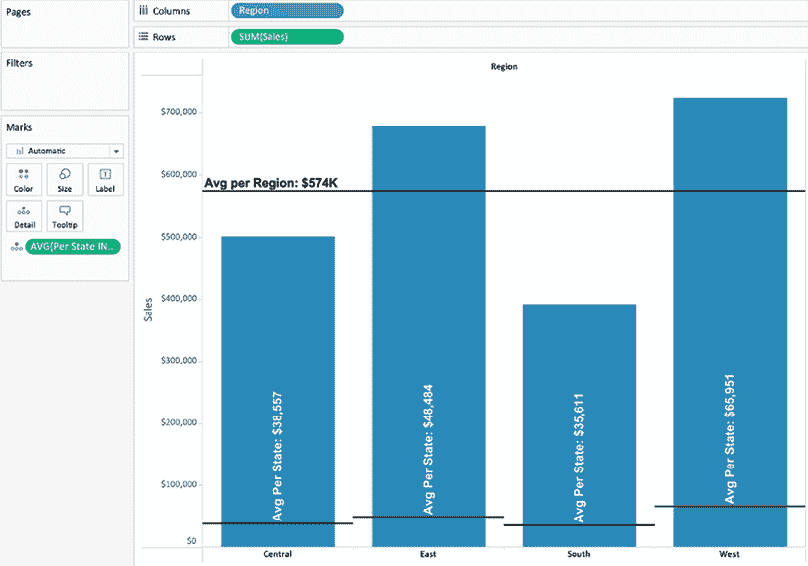 Pages
Columns
Region
Rows
SUM(Sales)
Filters
Marks
Automatic
Color
Size
Label
Detail
Tooltip
AVG(Per State IN..
Region
Sales
$700,000
$600,000
$500,000
$400,000
$300,000
$200,000
$100,000
$0
Avg per Region: $574K
Avg Per State: $38,557
Avg Per State: $48,484
Avg Per State: $35,611
Avg Per State: $65,951
Central
East
South
West